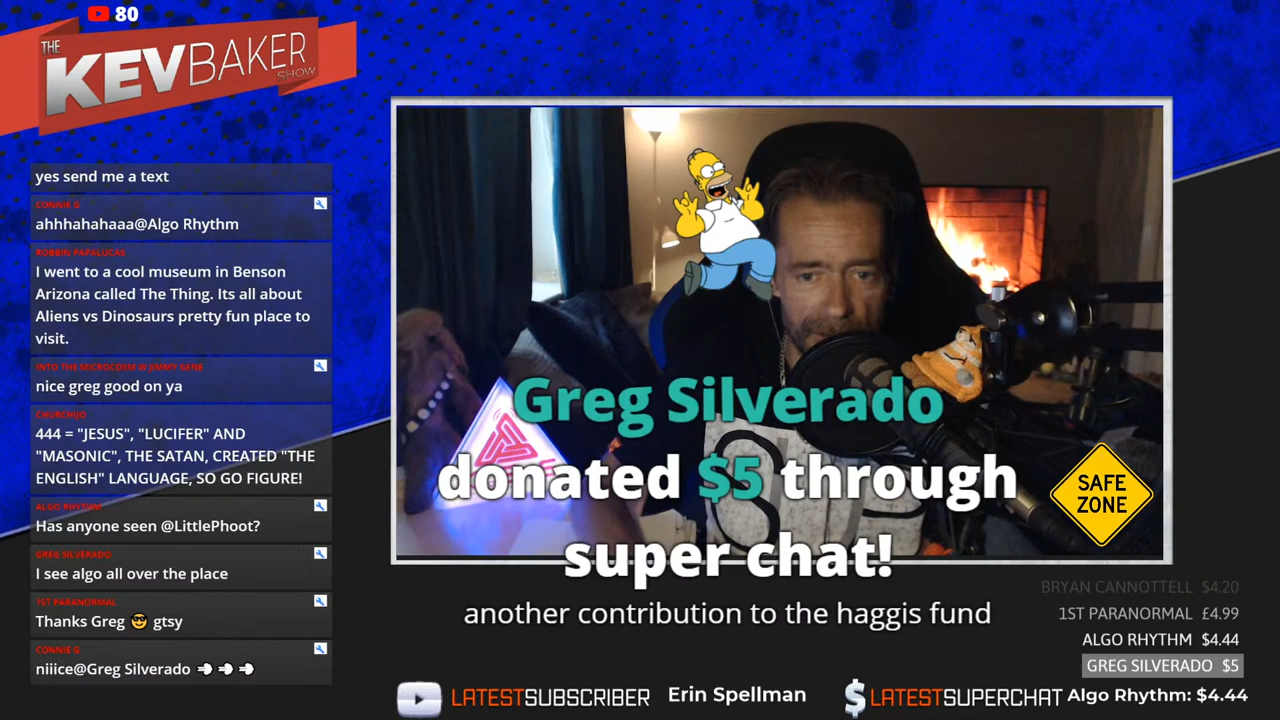 80
THE
KEVBAKER
SHOW
yes send me a text
CONNIE G
ahhhahahaaa@Algo Rhythm
ROBBIN PAPALUCAS
I went to a cool museum in Benson
Arizona called The Thing. Its all about
Aliens vs Dinosaurs pretty fun place to
visit.
INTO THE MICROCOSM W JIMMY GENE
nice greg good on ya
CHURCHIJO
444 = "JESUS", "LUCIFER" AND
"MASONIC", THE SATAN, CREATED "THE
ENGLISH" LANGUAGE, SO GO FIGURE!
ALGO RHYTHM
Has anyone seen @LittlePhoot?
GREG SILVERADO
I see algo all over the place
1ST PARANORMAL
Thanks Greg 😎 gtsy
CONNIE G
niiice@Greg Silverado
Greg Silverado
donated $5 through
super chat!
another contribution to the haggis fund
SAFE
ZONE
BRYAN CANNOTTELL $4.20
1ST PARANORMAL £4.99
ALGO RHYTHM $4.44
GREG SILVERADO $5
LATESTSUBSCRIBER Erin Spellman
$ LATESTSUPERCHAT Algo Rhythm: $4.44